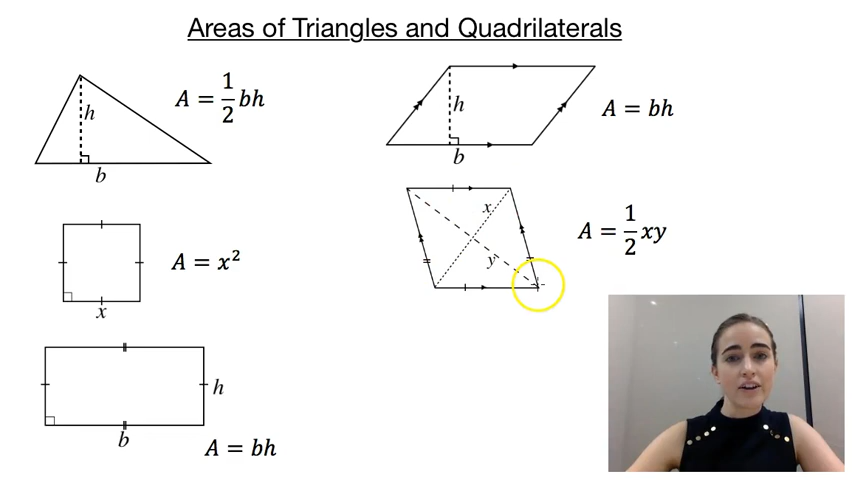 Areas of Triangles and Quadrilaterals
h
A = 1/2 bh
b
h
A = bh
b
x
y
A = 1/2 xy
A = x²
x
h
b
A = bh